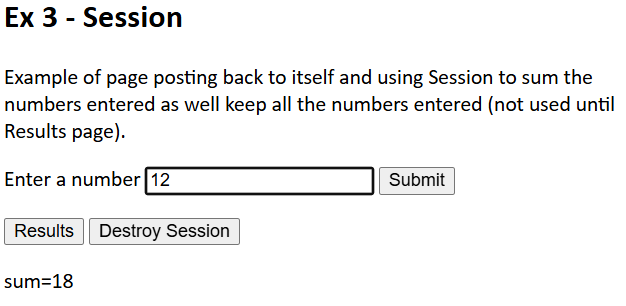 Ex 3 - Session
Example of page posting back to itself and using Session to sum the
numbers entered as well keep all the numbers entered (not used until
Results page).
Enter a number 12 Submit
Results Destroy Session
sum=18